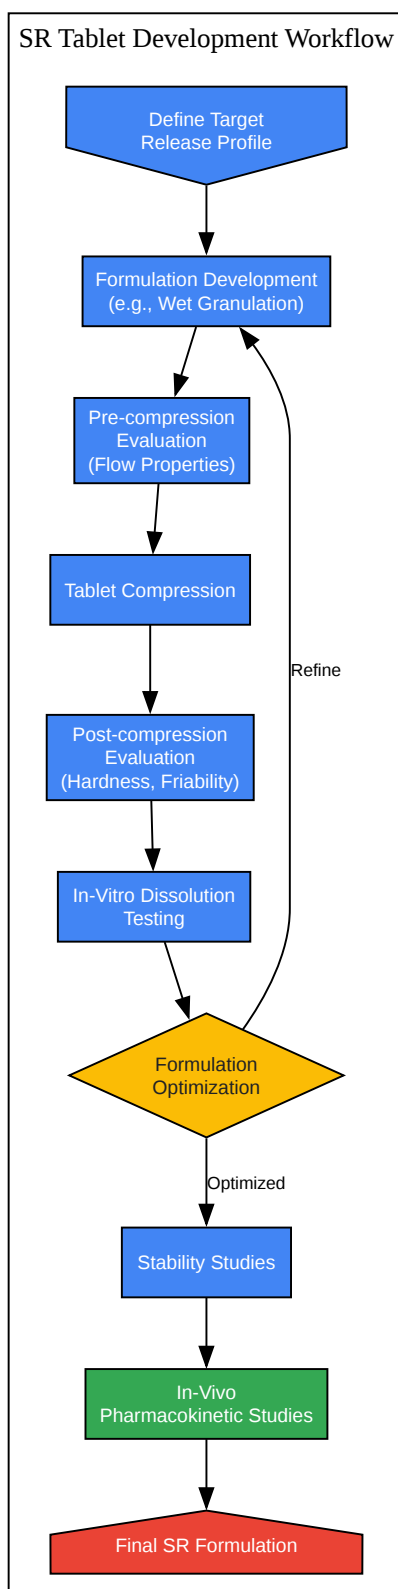 SR Tablet Development Workflow
Define Target
Release Profile
Formulation Development
(e.g., Wet Granulation)
Pre-compression
Evaluation
(Flow Properties)
Tablet Compression
Refine
Post-compression
Evaluation
(Hardness, Friability)
In-Vitro Dissolution
Testing
Formulation
Optimization
Optimized
Stability Studies
In-Vivo
Pharmacokinetic Studies
Final SR Formulation